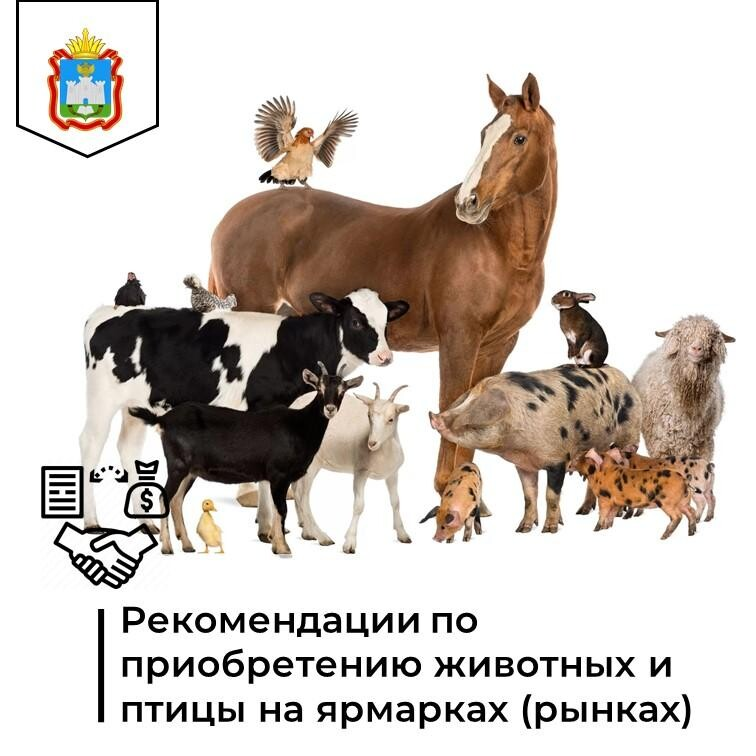 $
Рекомендации по
приобретению животных и
птицы на ярмарках (рынках)